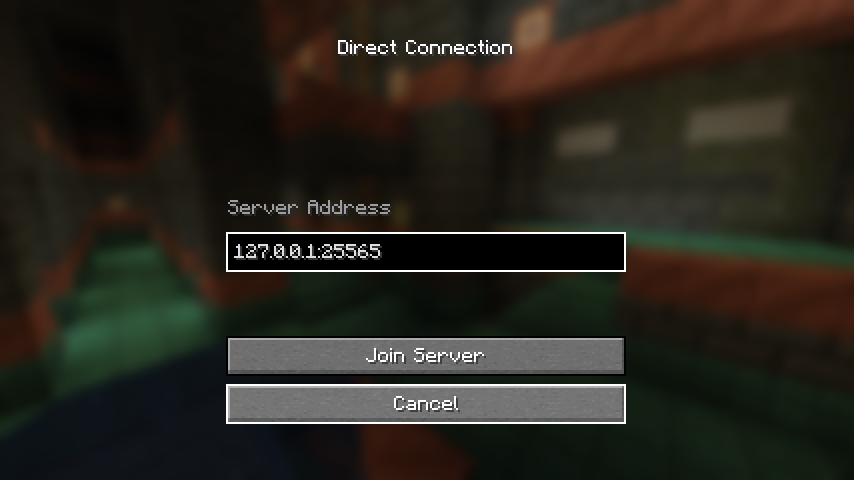 Direct Connection
Server Address
127.0.0.1:25565
Join Server
Cancel